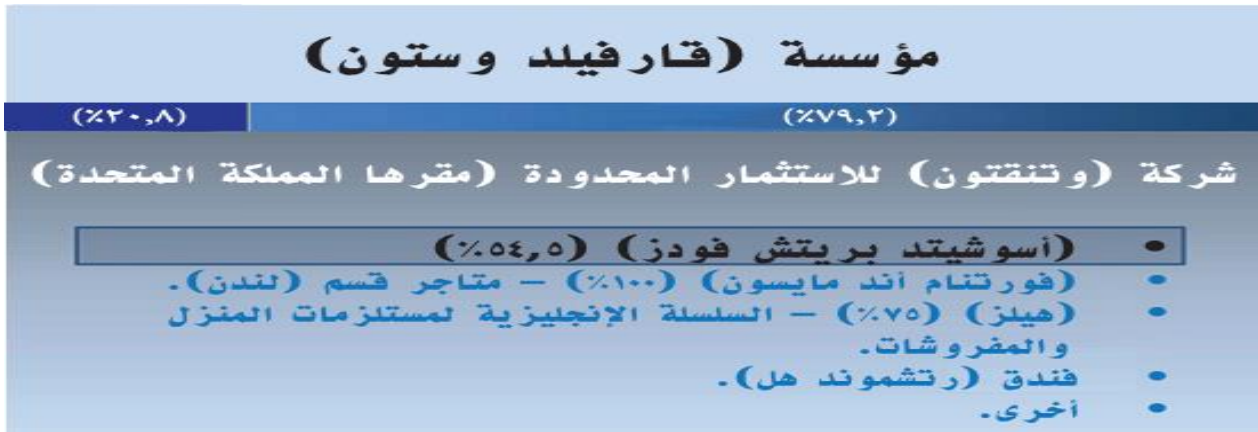 مؤسسة (قارفيلد وستون)
(٧٩,٢٪) (٢٠,٨٪)
شركة (وتنقتون) للاستثمار المحدودة (مقرها المملكة المتحدة)
• (أسوشيتد بريتش فودز) (٥٤,٥٪)
• (فورتنام أند مايسون) (١٠٠٪) – متاجر قسم (لندن).
• (هيلز) (٧٥٪) – السلسلة الإنجليزية لمستلزمات المنزل
والمفروشات.
• فندق (رتشموند هل).
• أخرى.